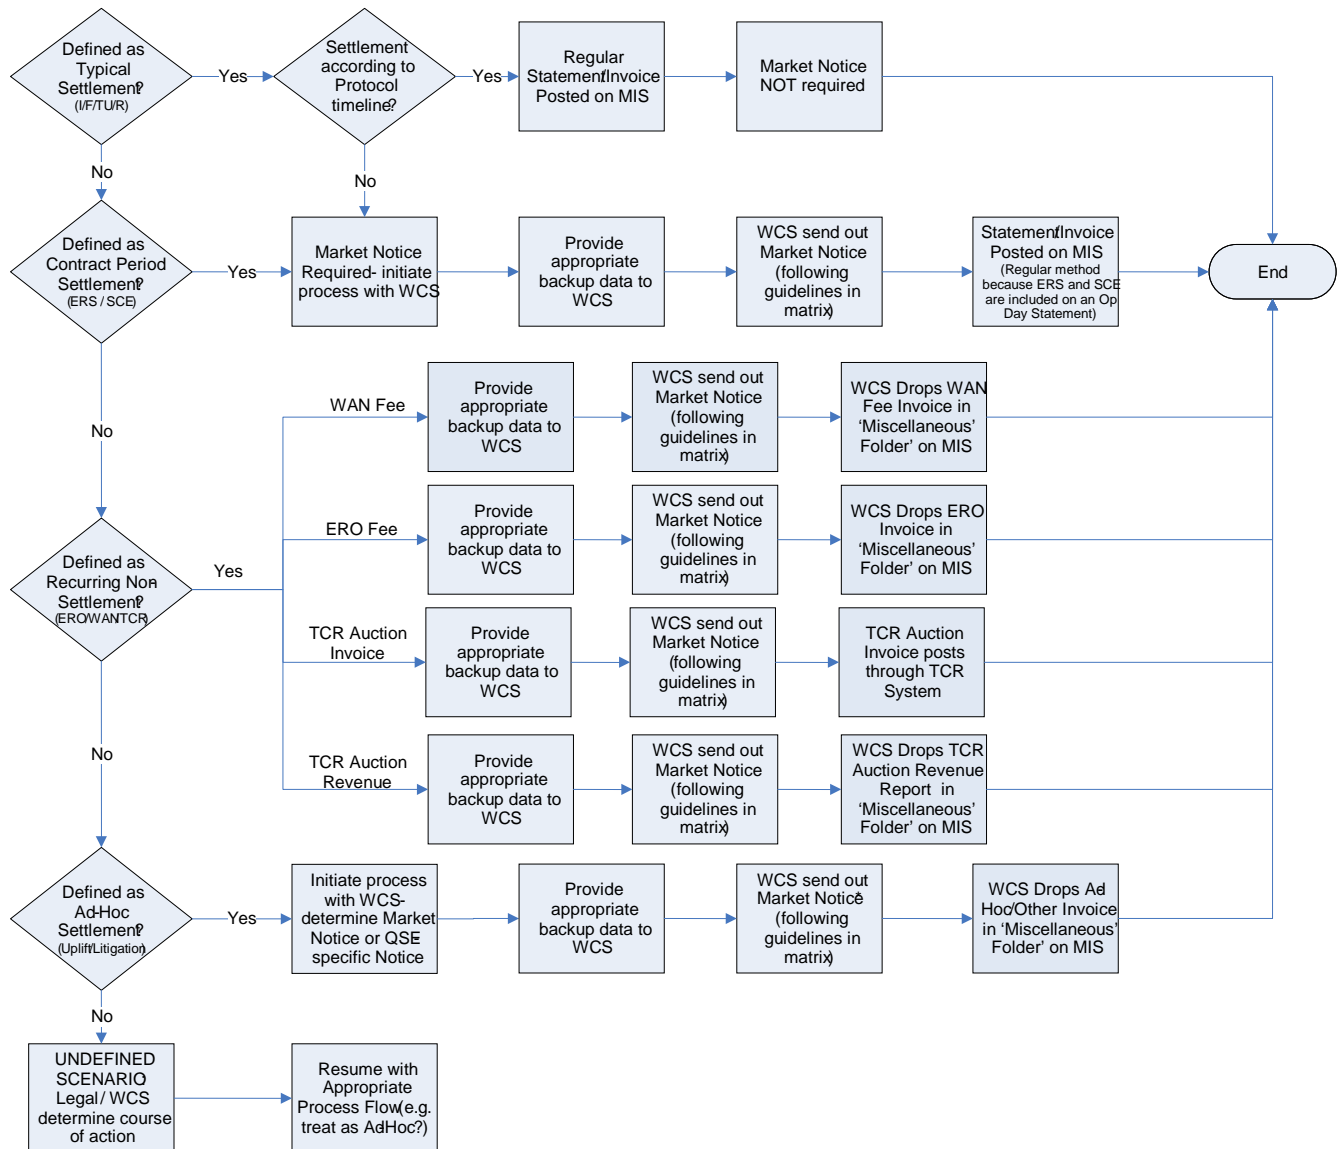 Defined as
Typical
Settlement?
(I/F/TU/R)
Yes
Settlement
according to
Protocol
timeline?
Yes
Regular
Statement/Invoice
Posted on MIS
Market Notice
NOT required
No
No
Defined as
Contract Period
Settlement?
(ERS / SCE)
Yes
Market Notice
Required- initiate
process with WCS
Provide
appropriate
backup data to
WCS
WCS send out
Market Notice
(following
guidelines in
matrix)
Statement/Invoice
Posted on MIS
(Regular method
because ERS and SCE
are included on an Op
Day Statement)
End
No
WAN Fee
Provide
appropriate
backup data to
WCS
WCS send out
Market Notice
(following
guidelines in
matrix)
WCS Drops WAN
Fee Invoice in
‘Miscellaneous’
Folder’ on MIS
ERO Fee
Provide
appropriate
backup data to
WCS
WCS send out
Market Notice
(following
guidelines in
matrix)
WCS Drops ERO
Invoice in
‘Miscellaneous’
Folder’ on MIS
Defined as
Recurring Non-
Settlement?
(ERO/WAN/TCR)
Yes
TCR Auction
Invoice
Provide
appropriate
backup data to
WCS
WCS send out
Market Notice
(following
guidelines in
matrix)
TCR Auction
Invoice posts
through TCR
System
No
TCR Auction
Revenue
Provide
appropriate
backup data to
WCS
WCS send out
Market Notice
(following
guidelines in
matrix)
WCS Drops TCR
Auction Revenue
Report in
‘Miscellaneous’
Folder’ on MIS
Defined as
Ad-Hoc
Settlement?
(Uplift/Litigation)
Yes
Initiate process
with WCS-
determine Market
Notice or QSE
specific Notice
Provide
appropriate
backup data to
WCS
WCS send out
Market Notice*
(following
guidelines in
matrix)
WCS Drops Ad-
Hoc/Other Invoice
in ‘Miscellaneous’
Folder’ on MIS
No
UNDEFINED
SCENARIO:
Legal / WCS
determine course
of action
Resume with
Appropriate
Process Flow(e.g.
treat as Ad-Hoc?)